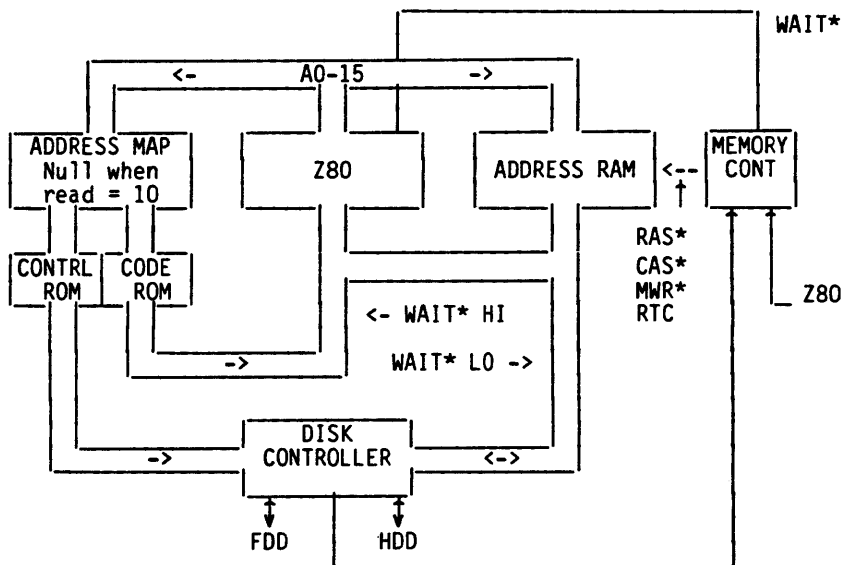 WAIT*
<- A0-15 ->
ADDRESS MAP
Null when
read = 10
Z80
ADDRESS RAM
<--
MEMORY
CONT
RAS*
CAS*
MWR*
RTC
Z80
CONTRL
ROM
CODE
ROM
<- WAIT* HI
WAIT* LO ->
->
DISK
CONTROLLER
->
<->
FDD
HDD